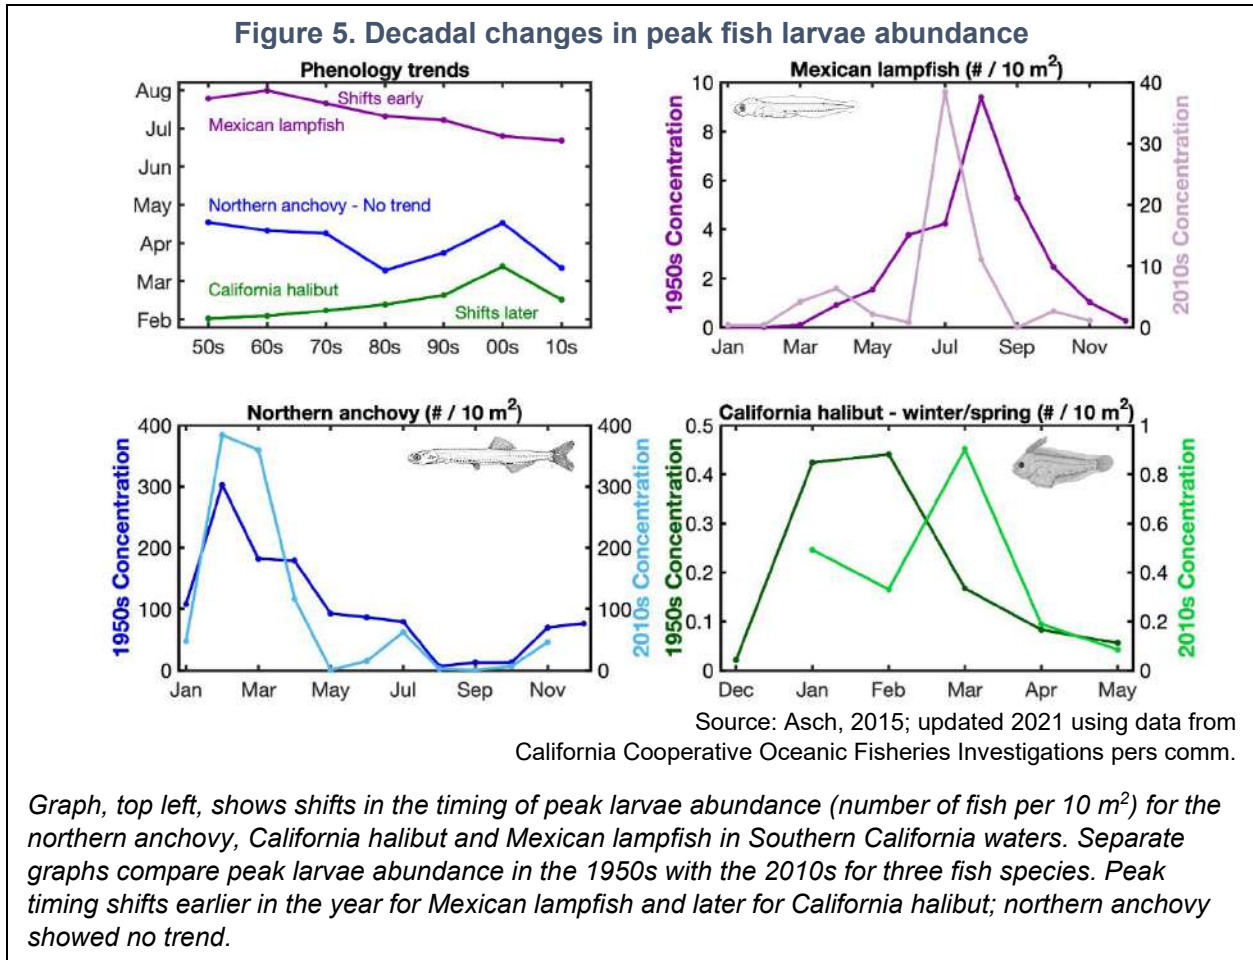 Figure 5. Decadal changes in peak fish larvae abundance
Phenology trends
Aug
Jul
Jun
May
Apr
Mar
Feb
Shifts early
Mexican lampfish
Northern anchovy - No trend
California halibut
Shifts later
50s 60s 70s 80s 90s 00s 10s
Mexican lampfish (# / 10 m²)
1950s Concentration
10
8
6
4
2
0
40
30
20
10
0
2010s Concentration
Jan Mar May Jul Sep Nov
Northern anchovy (# / 10 m²)
1950s Concentration
400
300
200
100
0
400
300
200
100
0
2010s Concentration
Jan Mar May Jul Sep Nov
California halibut - winter/spring (# / 10 m²)
1950s Concentration
0.5
0.4
0.3
0.2
0.1
0
1
0.8
0.6
0.4
0.2
0
2010s Concentration
Dec Jan Feb Mar Apr May
Source: Asch, 2015; updated 2021 using data from
California Cooperative Oceanic Fisheries Investigations pers comm.
Graph, top left, shows shifts in the timing of peak larvae abundance (number of fish per 10 m²) for the
northern anchovy, California halibut and Mexican lampfish in Southern California waters. Separate
graphs compare peak larvae abundance in the 1950s with the 2010s for three fish species. Peak
timing shifts earlier in the year for Mexican lampfish and later for California halibut; northern anchovy
showed no trend.